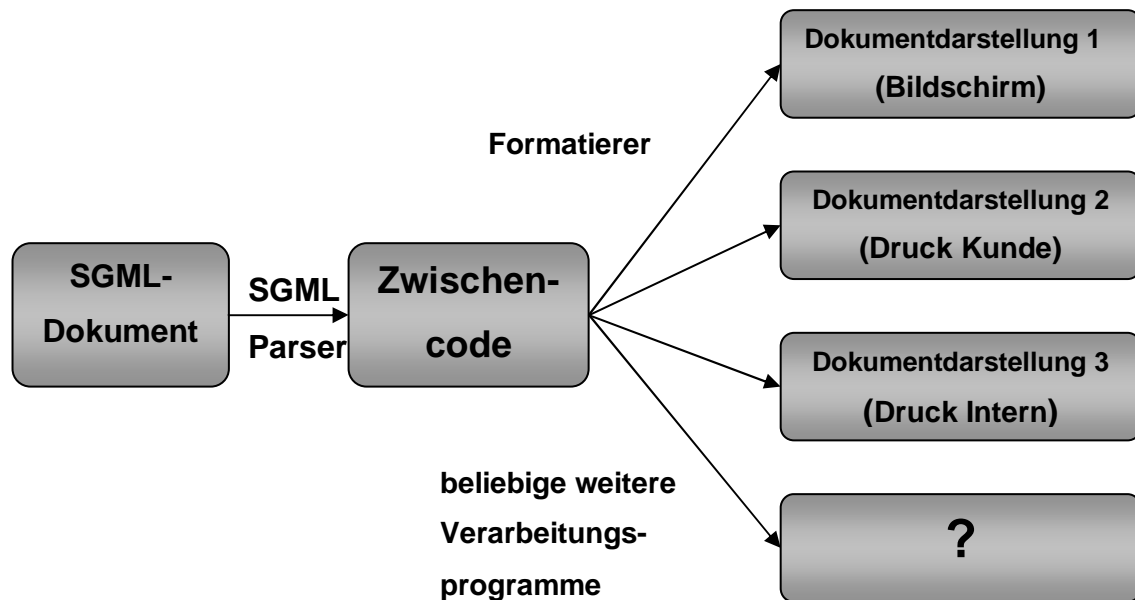 SGML-
Dokument
SGML
Parser
Zwischen-
code
Formatierer
beliebige weitere
Verarbeitungs-
programme
Dokumentdarstellung 1
(Bildschirm)
Dokumentdarstellung 2
(Druck Kunde)
Dokumentdarstellung 3
(Druck Intern)
?